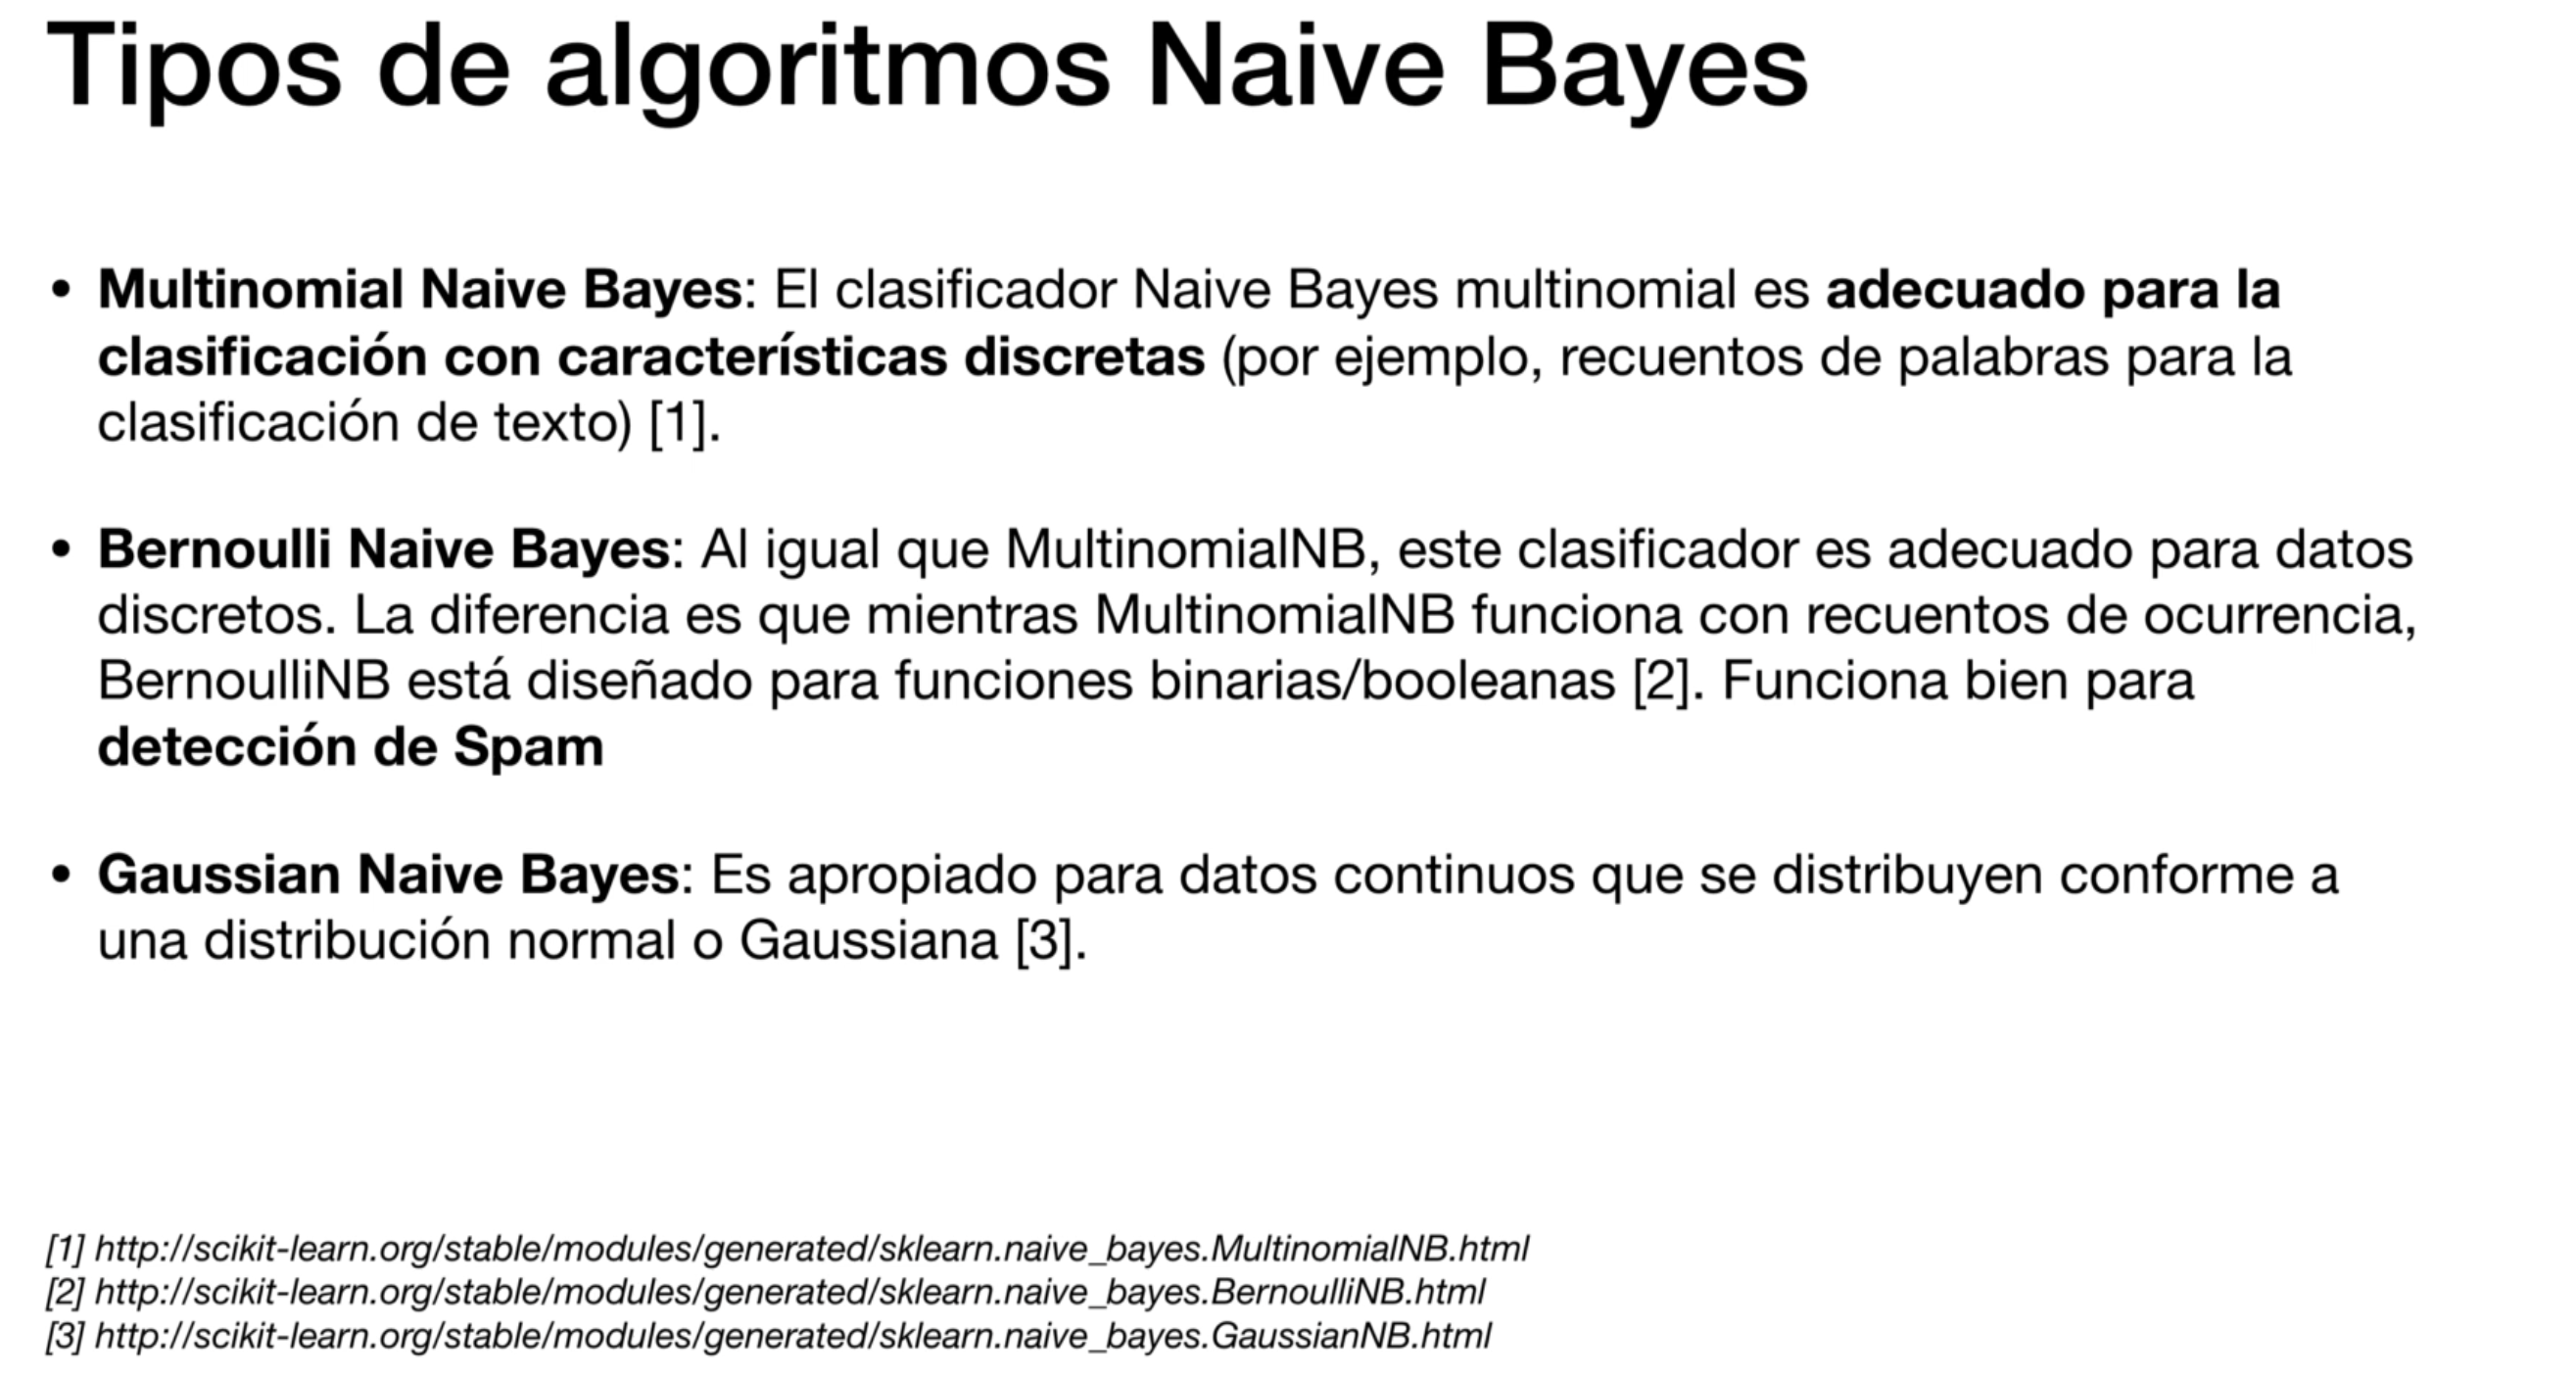 Tipos de algoritmos Naive Bayes
• Multinomial Naive Bayes: El clasificador Naive Bayes multinomial es adecuado para la
clasificación con características discretas (por ejemplo, recuentos de palabras para la
clasificación de texto) [1].
• Bernoulli Naive Bayes: Al igual que MultinomialNB, este clasificador es adecuado para datos
discretos. La diferencia es que mientras MultinomialNB funciona con recuentos de ocurrencia,
BernoulliNB está diseñado para funciones binarias/booleanas [2]. Funciona bien para
detección de Spam
• Gaussian Naive Bayes: Es apropiado para datos continuos que se distribuyen conforme a
una distribución normal o Gaussiana [3].
[1] http://scikit-learn.org/stable/modules/generated/sklearn.naive_bayes.MultinomialNB.html
[2] http://scikit-learn.org/stable/modules/generated/sklearn.naive_bayes.BernoulliNB.html
[3] http://scikit-learn.org/stable/modules/generated/sklearn.naive_bayes.GaussianNB.html